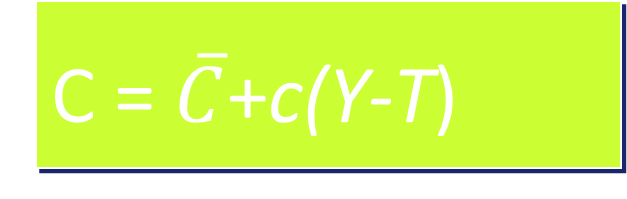 C = C̄+c(Y-T)